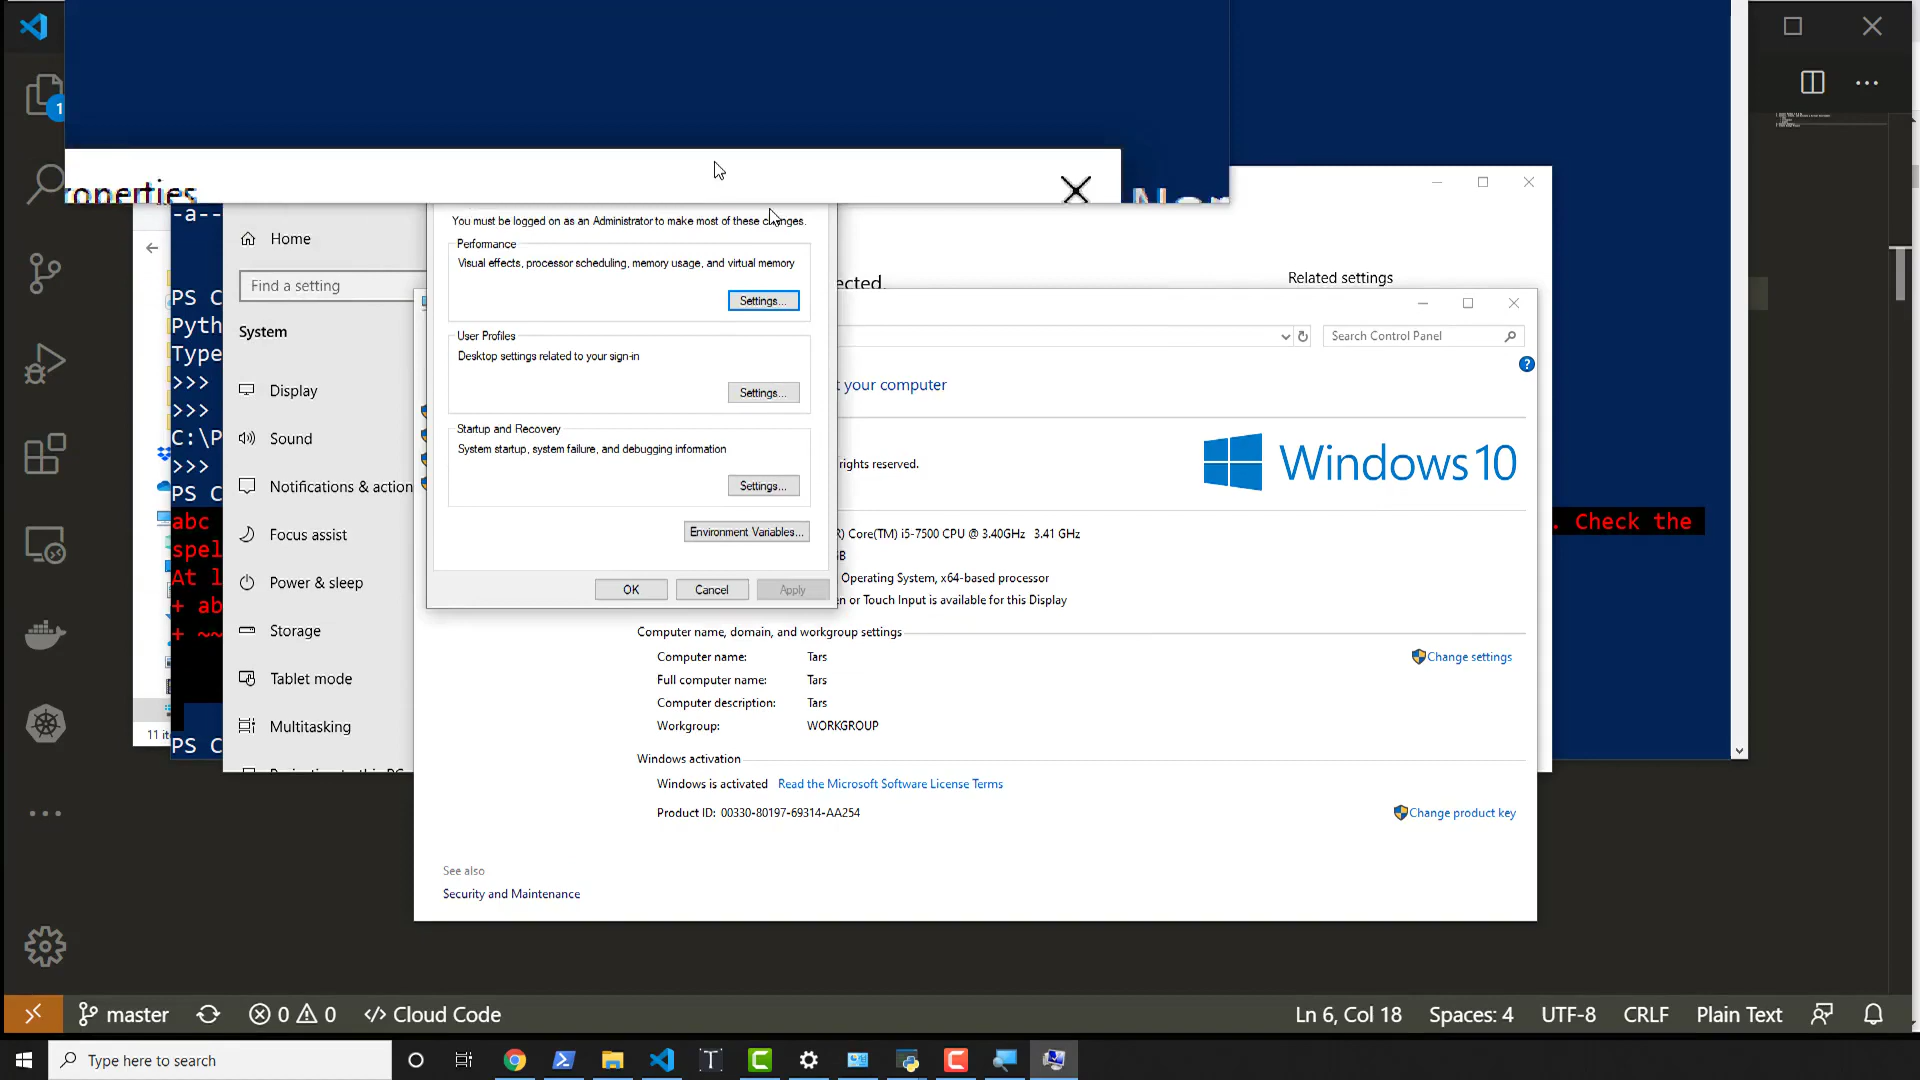 1
operties
-a--
Home
You must be logged on as an Administrator to make most of these changes.
Performance
Visual effects, processor scheduling, memory usage, and virtual memory
Settings...
User Profiles
Desktop settings related to your sign-in
Settings...
Startup and Recovery
System startup, system failure, and debugging information
Settings...
Environment Variables...
OK
Cancel
Apply
Find a setting
System
Display
Sound
Notifications & action
Focus assist
Power & sleep
Storage
Tablet mode
Multitasking
PS C
Pyth
Type
>>>
>>>
C:\P
>>>
PS C
abc
spel
At l
+ ab
+ ~~
PS C
. Check the
ected.
Related settings
Search Control Panel
t your computer
rights reserved.
Windows 10
R) Core(TM) i5-7500 CPU @ 3.40GHz 3.41 GHz
B
Operating System, x64-based processor
n or Touch Input is available for this Display
Computer name, domain, and workgroup settings
Computer name: Tars
Change settings
Full computer name: Tars
Computer description: Tars
Workgroup: WORKGROUP
Windows activation
Windows is activated Read the Microsoft Software License Terms
Product ID: 00330-80197-69314-AA254
Change product key
See also
Security and Maintenance
master
0
0
Cloud Code
Ln 6, Col 18
Spaces: 4
UTF-8
CRLF
Plain Text
Type here to search